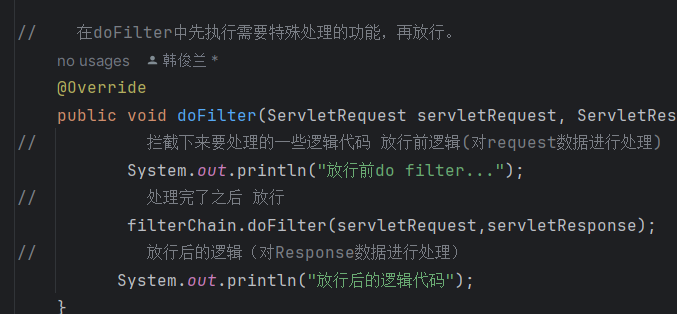 // 在doFilter中先执行需要特殊处理的功能，再放行。
no usages 韩俊兰 *
@Override
public void doFilter(ServletRequest servletRequest, ServletRes
// 拦截下来要处理的一些逻辑代码 放行前逻辑(对request数据进行处理)
System.out.println("放行前do filter...");
// 处理完了之后 放行
filterChain.doFilter(servletRequest,servletResponse);
// 放行后的逻辑（对Response数据进行处理）
System.out.println("放行后的逻辑代码");
}